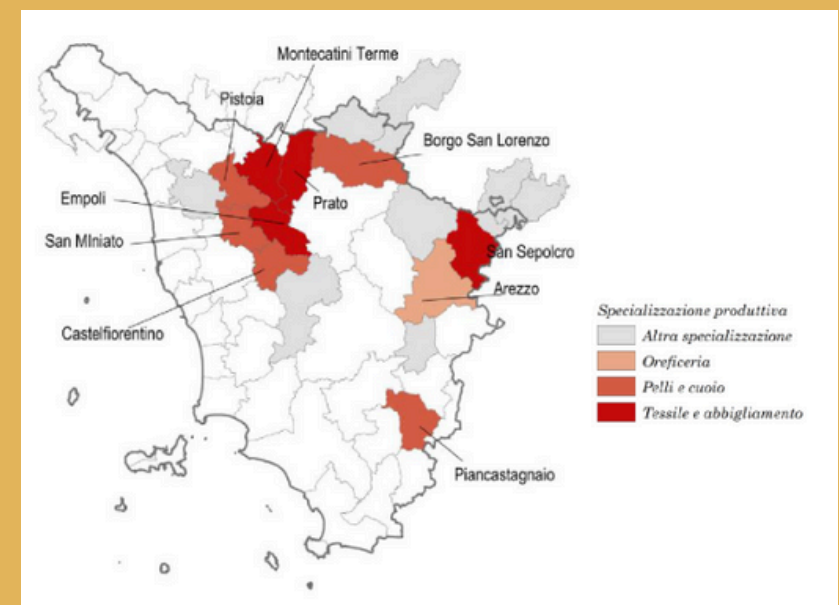 Montecatini Terme
Pistoia
Borgo San Lorenzo
Empoli
Prato
San MIniato
San Sepolcro
Arezzo
Castelfiorentino
Piancastagnaio
Specializzazione produttiva
Altra specializzazione
Oreficeria
Pelli e cuoio
Tessile e abbigliamento